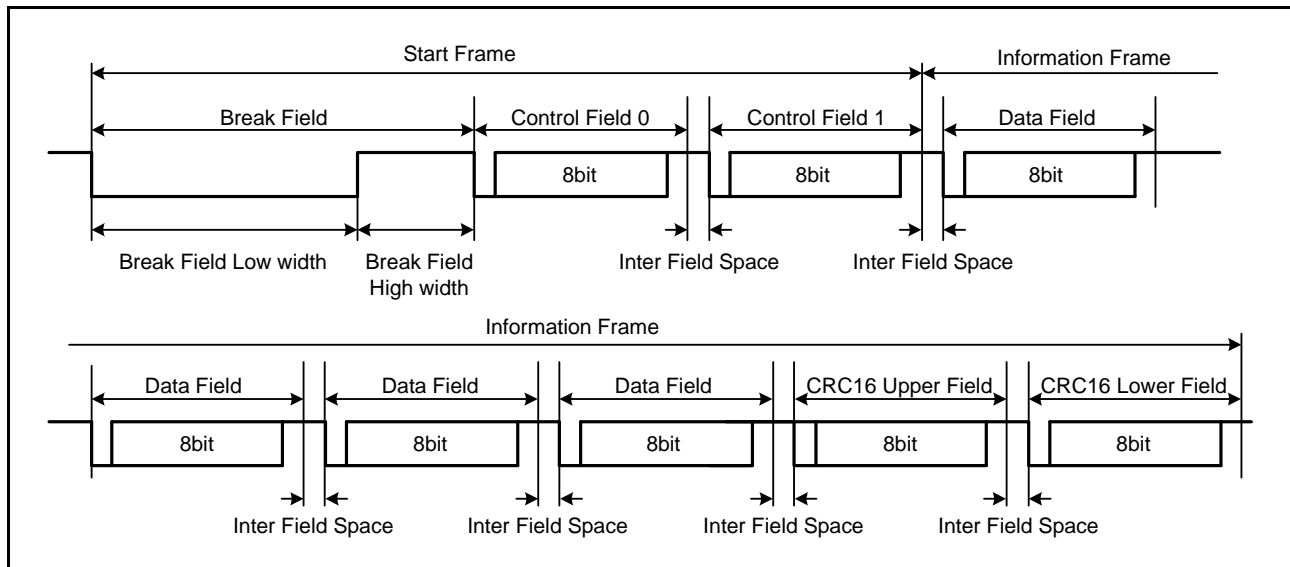 Start Frame
Information Frame
Break Field
Control Field 0
Control Field 1
Data Field
8bit
8bit
8bit
Break Field Low width
Break Field
High width
Inter Field Space
Inter Field Space
Information Frame
Data Field
Data Field
Data Field
CRC16 Upper Field
CRC16 Lower Field
8bit
8bit
8bit
8bit
8bit
Inter Field Space
Inter Field Space
Inter Field Space
Inter Field Space